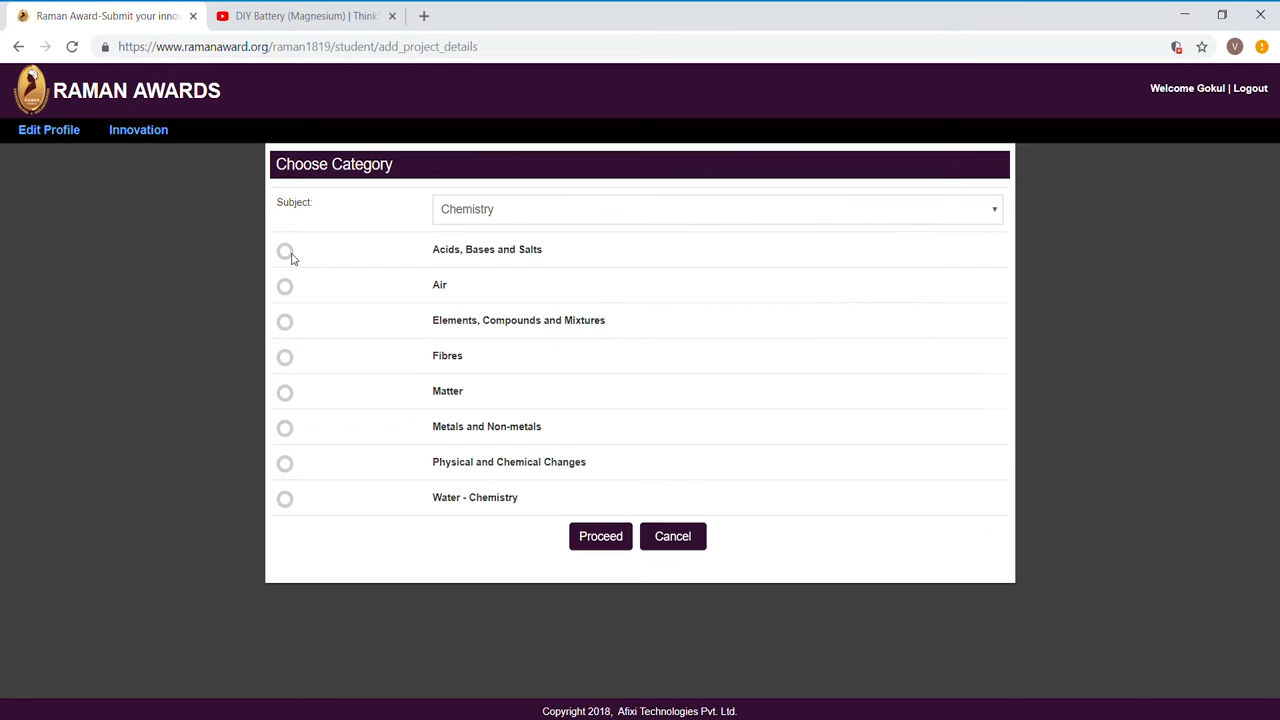 Raman Award-Submit your inno
DIY Battery (Magnesium) | Think
https://www.ramanaward.org/raman1819/student/add_project_details
V
RAMAN AWARDS
Welcome Gokul | Logout
Edit Profile
Innovation
Choose Category
Subject:
Chemistry
Acids, Bases and Salts
Air
Elements, Compounds and Mixtures
Fibres
Matter
Metals and Non-metals
Physical and Chemical Changes
Water - Chemistry
Proceed
Cancel
Copyright 2018, Afixi Technologies Pvt. Ltd.